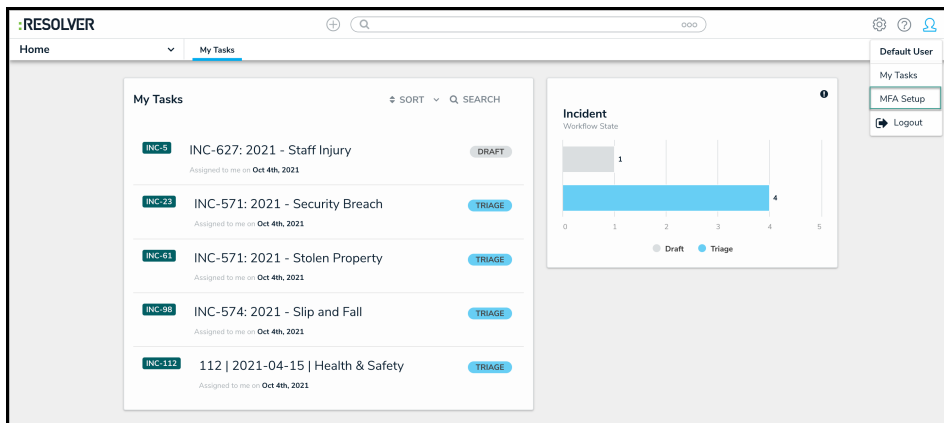 :RESOLVER
ooo
Home
My Tasks
Default User
My Tasks
MFA Setup
Logout
My Tasks
SORT
SEARCH
INC-5 INC-627: 2021 - Staff Injury DRAFT
Assigned to me on Oct 4th, 2021
INC-23 INC-571: 2021 - Security Breach TRIAGE
Assigned to me on Oct 4th, 2021
INC-61 INC-571: 2021 - Stolen Property TRIAGE
Assigned to me on Oct 4th, 2021
INC-98 INC-574: 2021 - Slip and Fall TRIAGE
Assigned to me on Oct 4th, 2021
INC-112 112 | 2021-04-15 | Health & Safety TRIAGE
Assigned to me on Oct 4th, 2021
Incident
Workflow State
1
4
0 1 2 3 4 5
Draft Triage